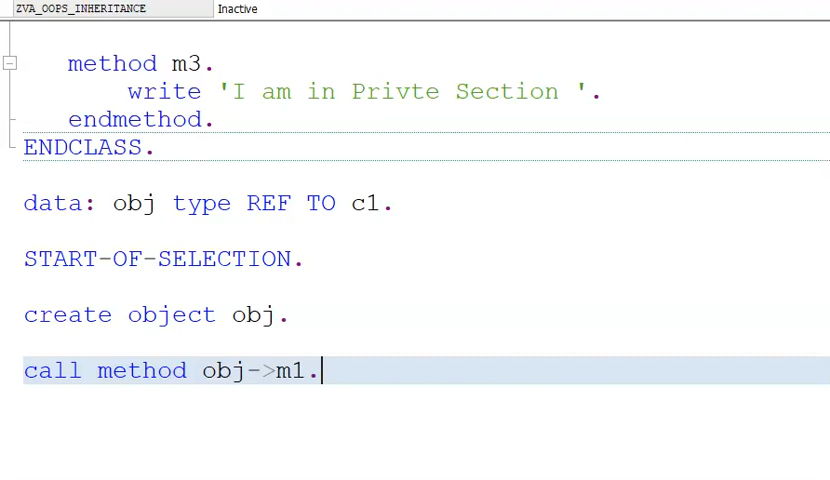 ZVA_OOPS_INHERITANCE Inactive
method m3.
write 'I am in Privte Section '.
endmethod.
ENDCLASS.
data: obj type REF TO c1.
START-OF-SELECTION.
create object obj.
call method obj->m1.